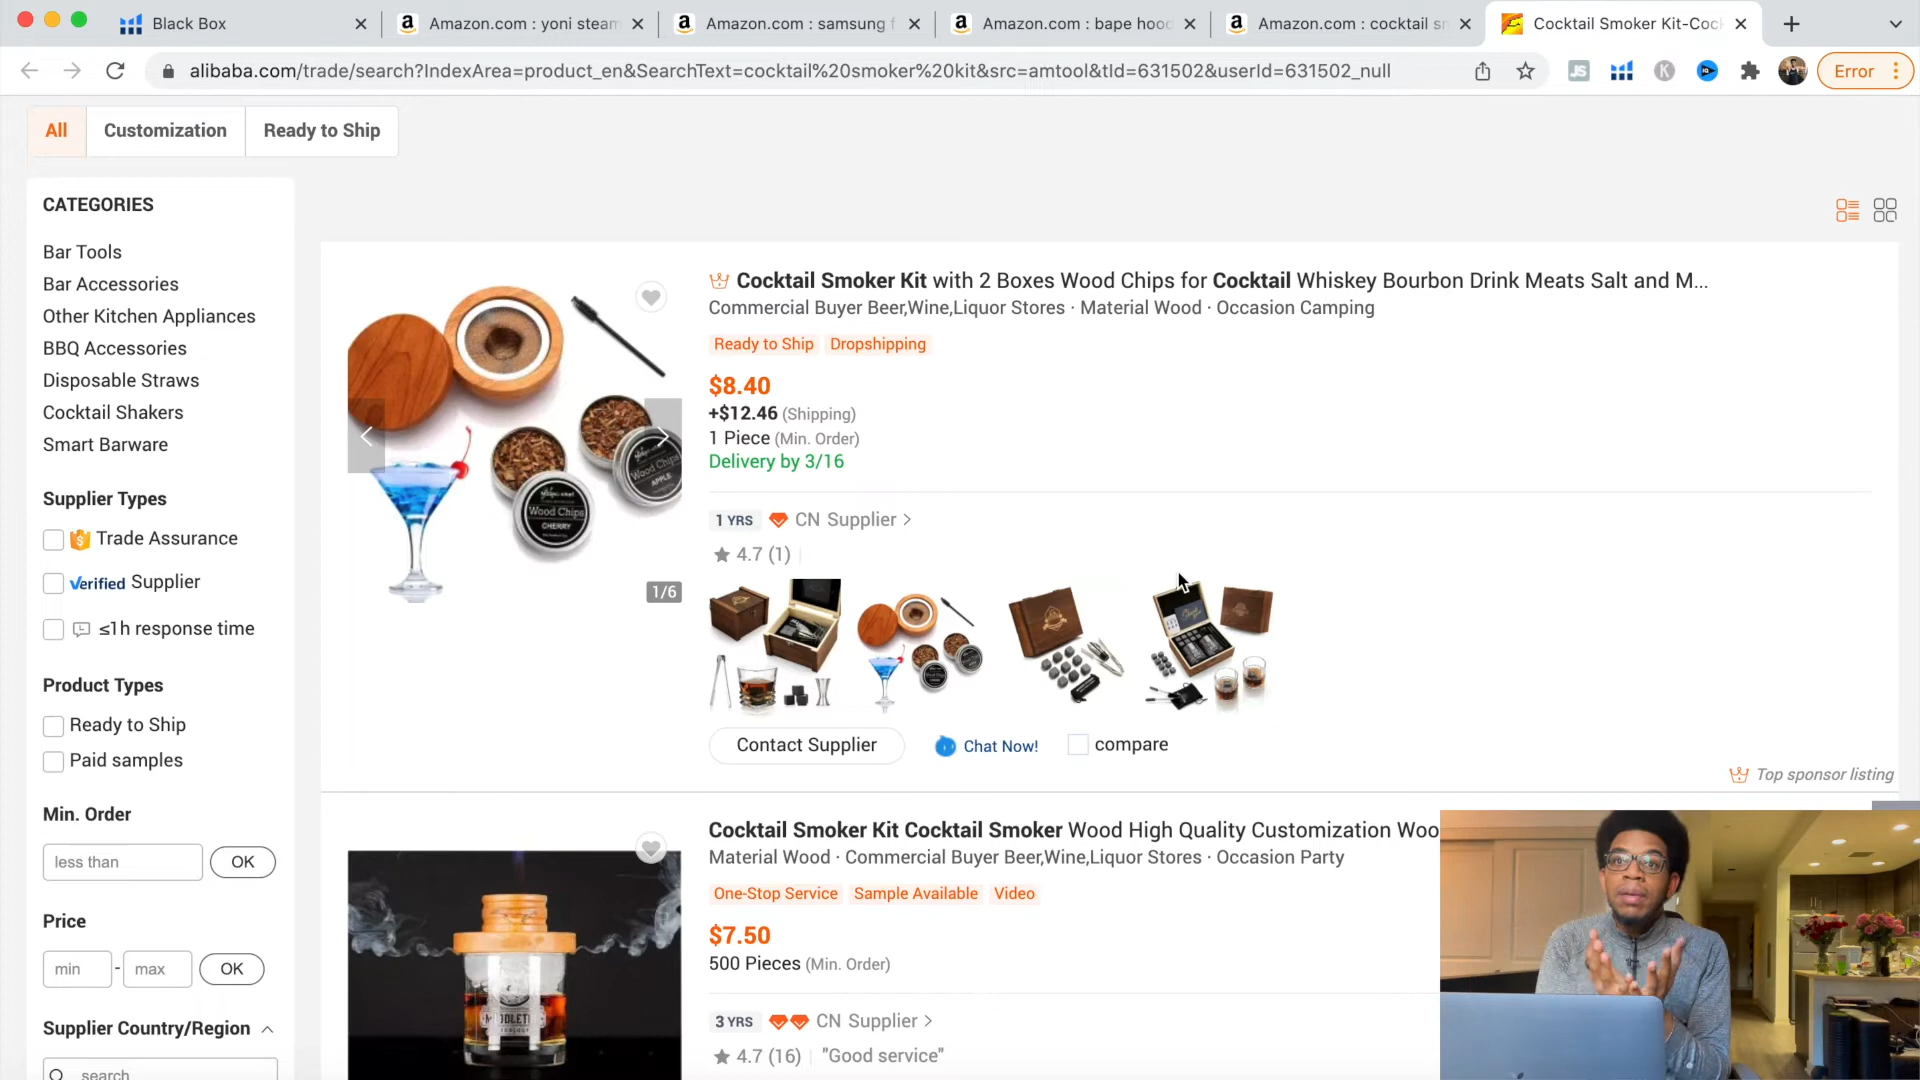 Black Box
Amazon.com : yoni steam
Amazon.com : samsung f
Amazon.com : bape hood
Amazon.com : cocktail sm
Cocktail Smoker Kit-Cock
alibaba.com/trade/search?IndexArea=product_en&SearchText=cocktail%20smoker%20kit&src=amtool&tId=631502&userId=631502_null
JS
K
Error
All
Customization
Ready to Ship
CATEGORIES
Bar Tools
Bar Accessories
Other Kitchen Appliances
BBQ Accessories
Disposable Straws
Cocktail Shakers
Smart Barware
Supplier Types
Trade Assurance
Verified Supplier
≤1h response time
Product Types
Ready to Ship
Paid samples
Min. Order
less than
OK
Price
min
-
max
OK
Supplier Country/Region
search
Wood Chips
APPLE
Wood Chips
CHERRY
1/6
Cocktail Smoker Kit with 2 Boxes Wood Chips for Cocktail Whiskey Bourbon Drink Meats Salt and M...
Commercial Buyer Beer,Wine,Liquor Stores · Material Wood · Occasion Camping
Ready to Ship
Dropshipping
$8.40
+$12.46 (Shipping)
1 Piece (Min. Order)
Delivery by 3/16
1 YRS
CN Supplier >
4.7 (1)
Contact Supplier
Chat Now!
compare
Top sponsor listing
Cocktail Smoker Kit Cocktail Smoker Wood High Quality Customization Woo
Material Wood · Commercial Buyer Beer,Wine,Liquor Stores · Occasion Party
One-Stop Service
Sample Available
Video
$7.50
500 Pieces (Min. Order)
3 YRS
CN Supplier >
4.7 (16)
"Good service"